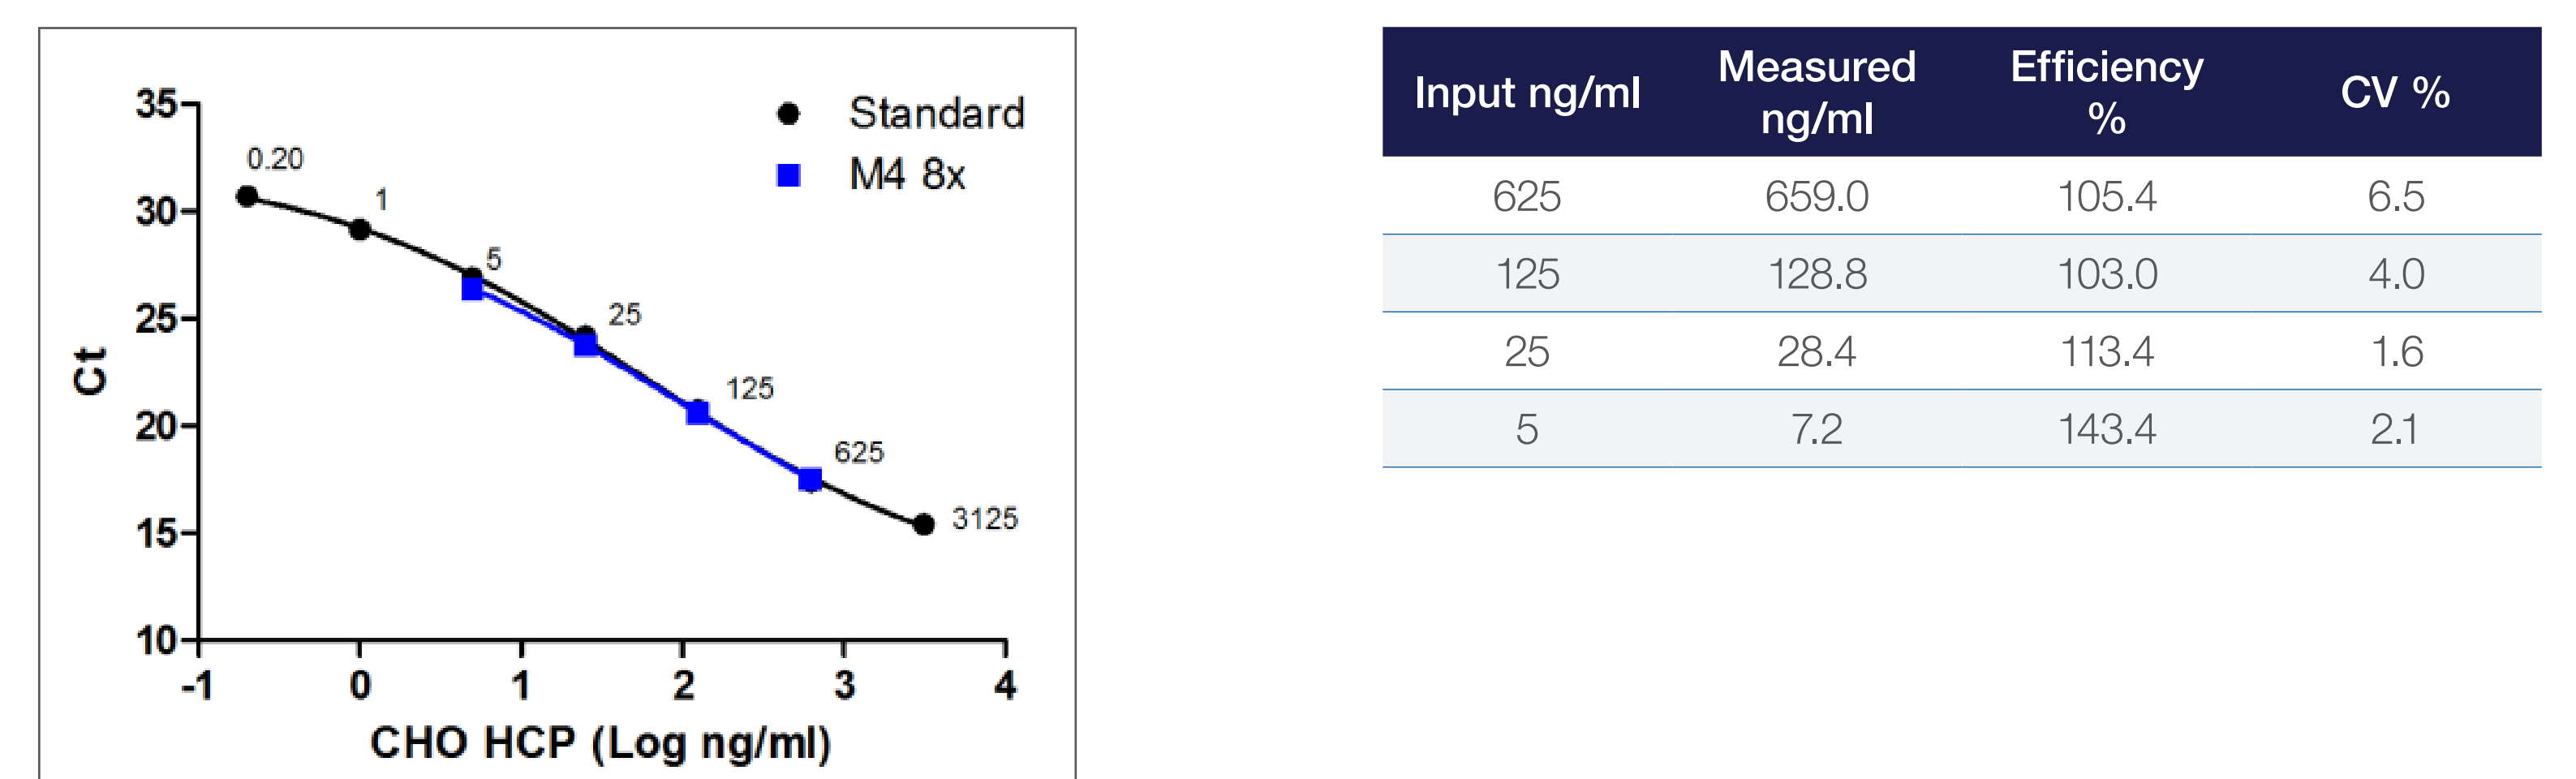 35
30
25
20
15
10
Ct
-1 0 1 2 3 4
CHO HCP (Log ng/ml)
Standard
M4 8x
0.20
1
5
25
125
625
3125
Input ng/ml Measured ng/ml Efficiency % CV %
625 659.0 105.4 6.5
125 128.8 103.0 4.0
25 28.4 113.4 1.6
5 7.2 143.4 2.1